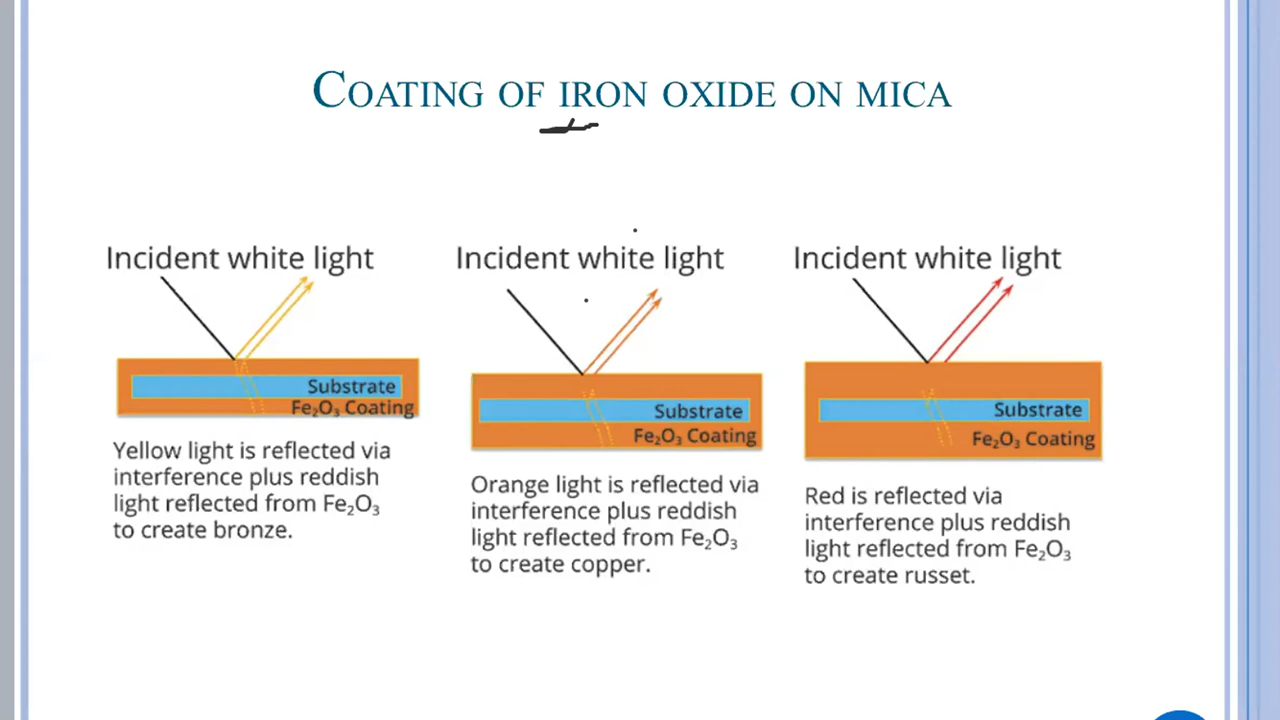 COATING OF IRON OXIDE ON MICA
Incident white light
Substrate
Fe₂O₃ Coating
Yellow light is reflected via
interference plus reddish
light reflected from Fe₂O₃
to create bronze.
Incident white light
Substrate
Fe₂O₃ Coating
Orange light is reflected via
interference plus reddish
light reflected from Fe₂O₃
to create copper.
Incident white light
Substrate
Fe₂O₃ Coating
Red is reflected via
interference plus reddish
light reflected from Fe₂O₃
to create russet.